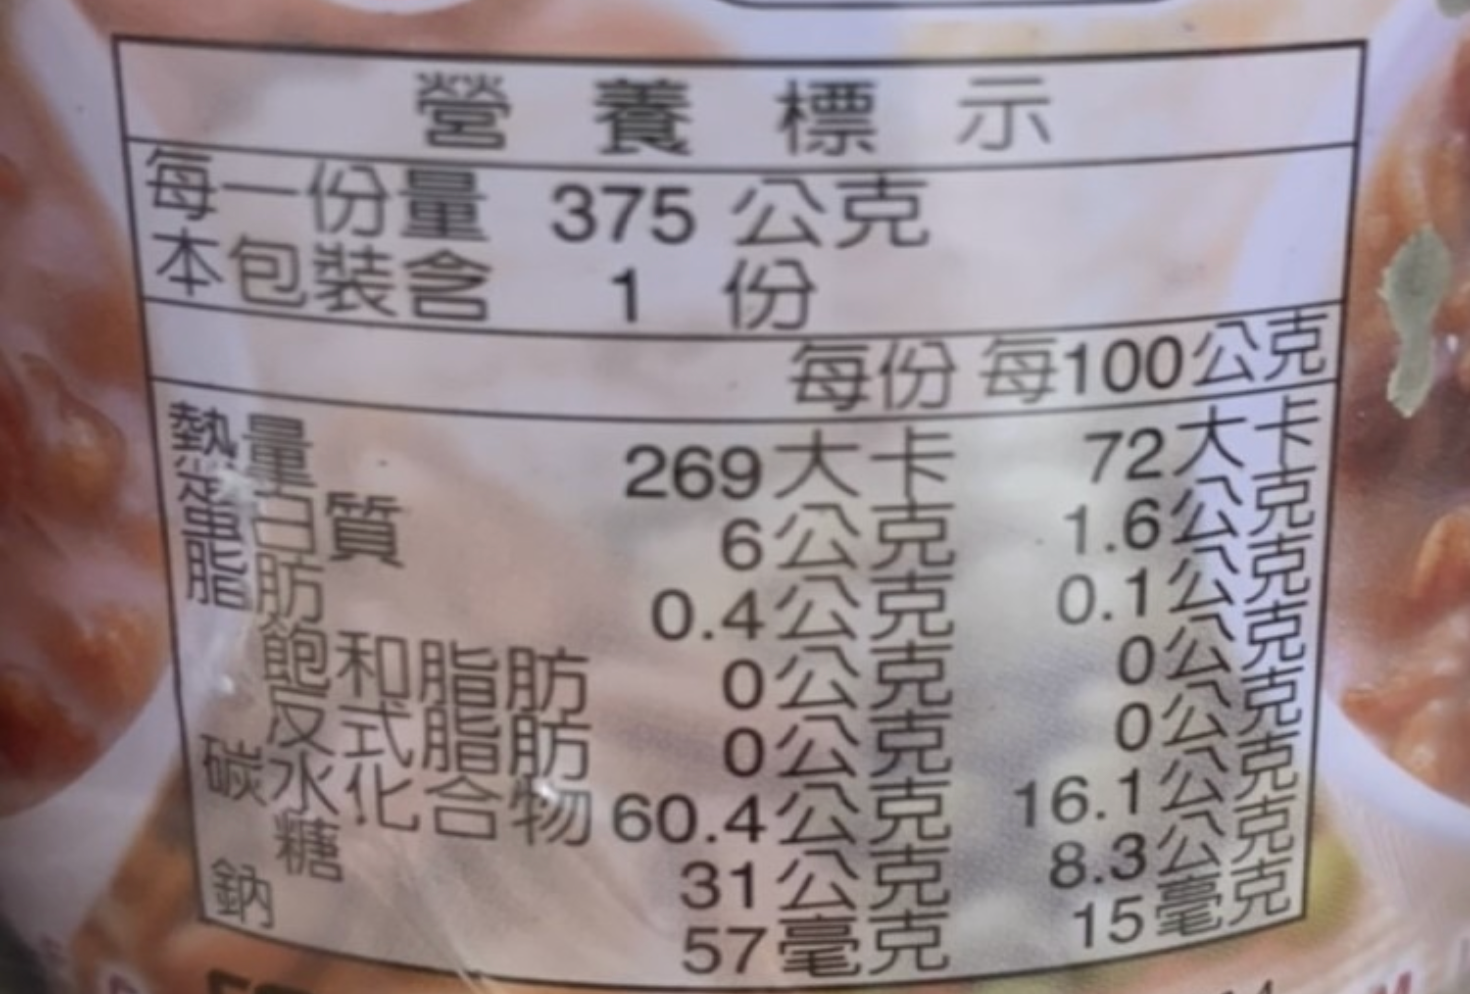 營養標示
每一份量 375 公克
本包裝含 1 份
每份 每100公克
熱量 269大卡 72大卡
蛋白質 6公克 1.6公克
脂肪 0.4公克 0.1公克
飽和脂肪 0公克 0公克
反式脂肪 0公克 0公克
碳水化合物 60.4公克 16.1公克
糖 31公克 8.3公克
鈉 57毫克 15毫克